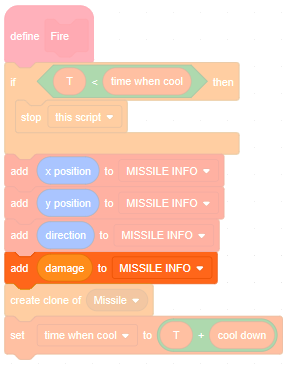 define Fire
if T < time when cool then
stop this script
add x position to MISSILE INFO
add y position to MISSILE INFO
add direction to MISSILE INFO
add damage to MISSILE INFO
create clone of Missile
set time when cool to T + cool down